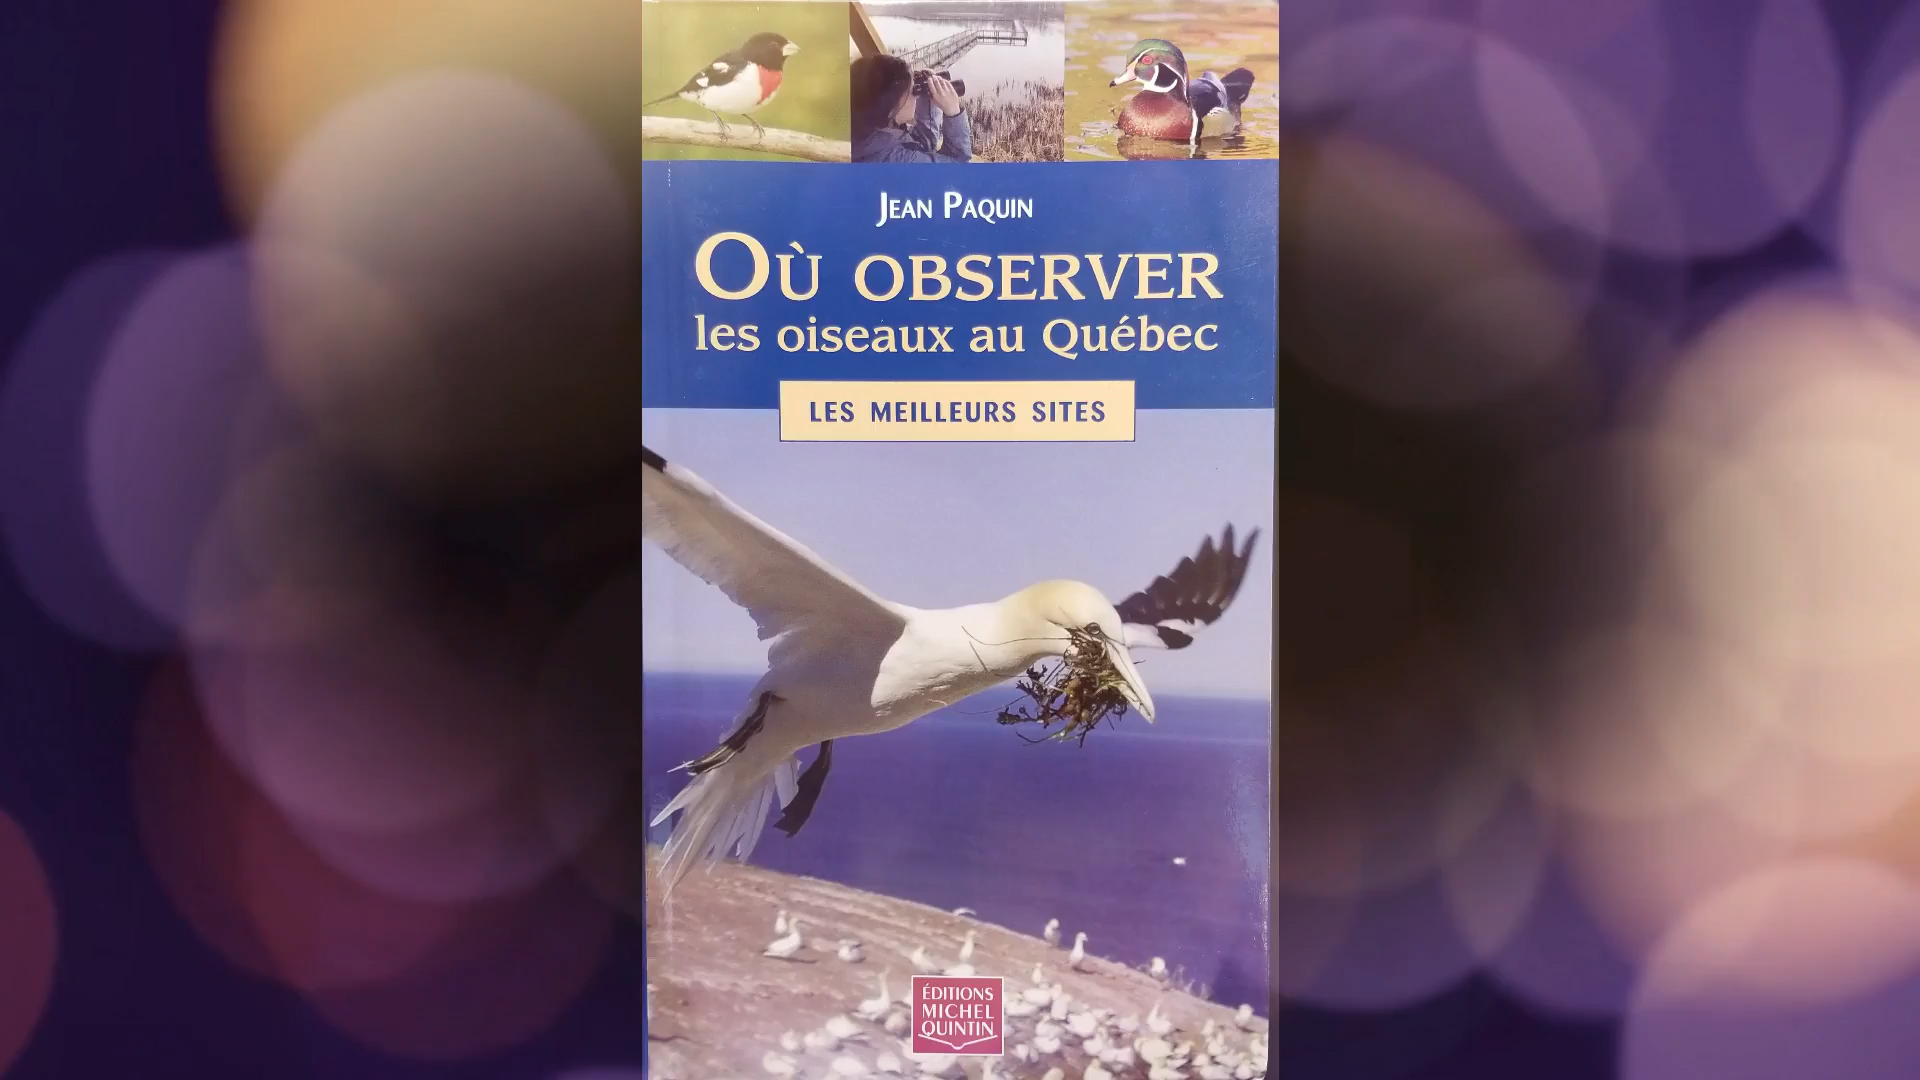 JEAN PAQUIN
OÙ OBSERVER
les oiseaux au Québec
LES MEILLEURS SITES
ÉDITIONS
MICHEL
QUINTIN